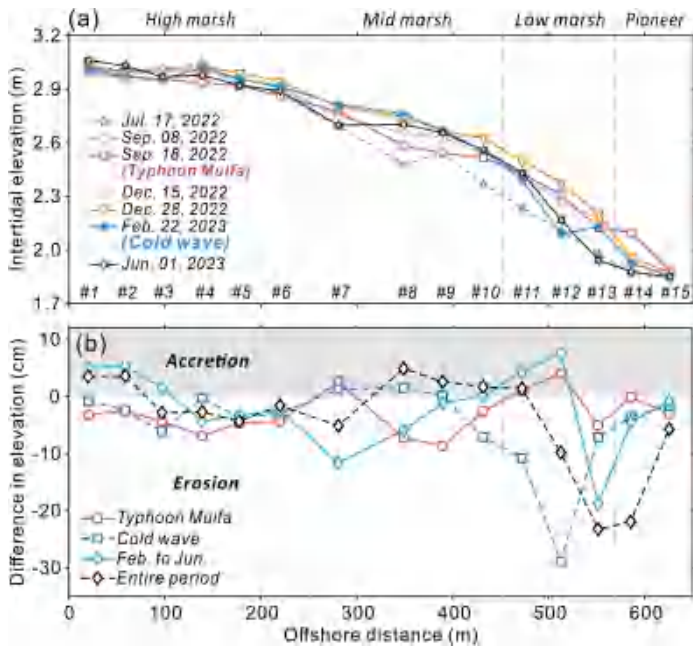 High marsh Mid marsh Low marsh Pioneer
(a)
3.2
2.9
2.6
2.3
2.0
1.7
Intertidal elevation (m)
Jul. 17, 2022
Sep. 08, 2022
Sep. 18, 2022
(Typhoon Muifa)
Dec. 15, 2022
Dec. 28, 2022
Feb. 22, 2023
(Cold wave)
Jun. 01, 2023
#1 #2 #3 #4 #5 #6 #7 #8 #9 #10 #11 #12 #13 #14 #15
(b)
10
0
-10
-20
-30
Difference in elevation (cm)
Accretion
Erosion
Typhoon Muifa
Cold wave
Feb. to Jun.
Entire period
0 100 200 300 400 500 600
Offshore distance (m)